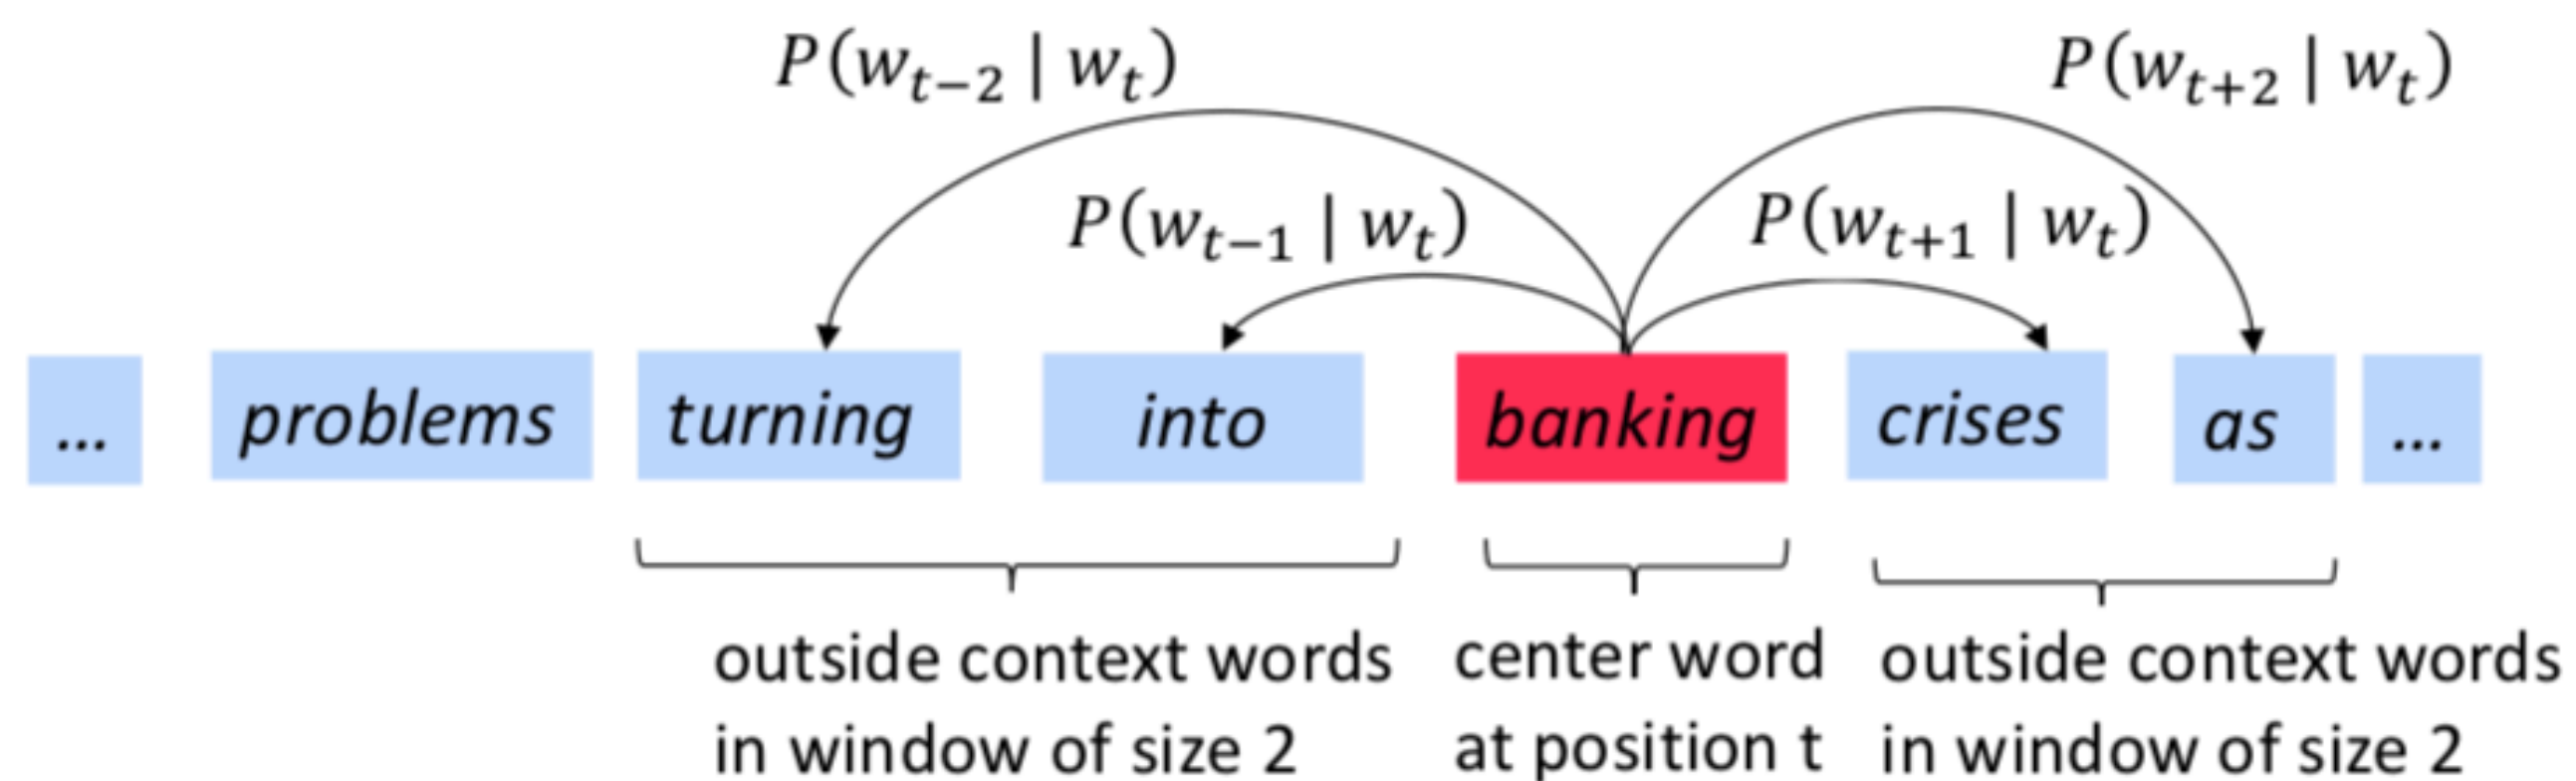 P(w_{t−2} | w_t) P(w_{t+2} | w_t)
P(w_{t−1} | w_t) P(w_{t+1} | w_t)
... problems turning into banking crises as ...
outside context words center word outside context words
in window of size 2 at position t in window of size 2